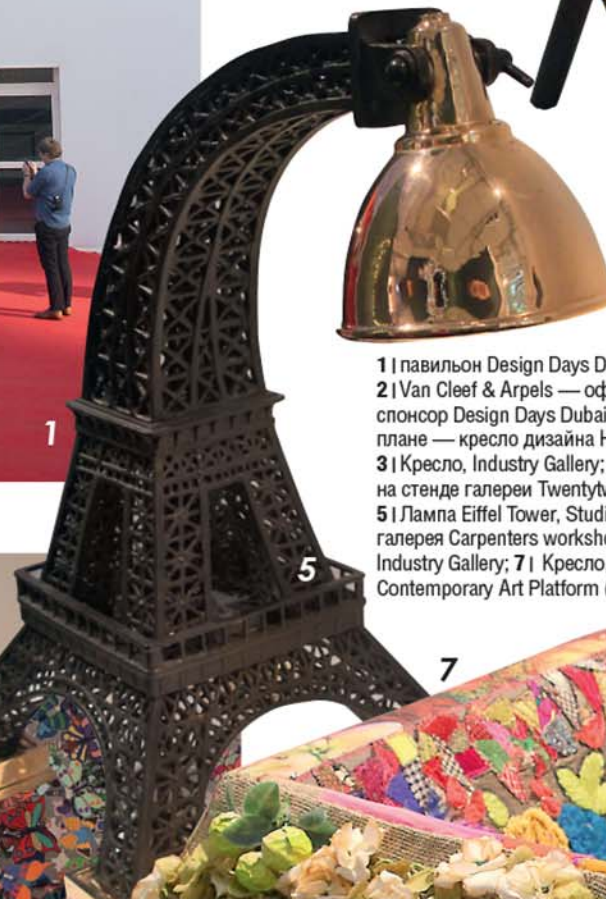 1 | павильон Design Days D
2 | Van Cleef & Arpels — оф
спонсор Design Days Dubai
плане — кресло дизайна Н
3 | Кресло, Industry Gallery;
на стенде галереи Twentytw
5 | Лампа Eiffel Tower, Studi
галерея Carpenters worksho
Industry Gallery; 7 | Кресло
Contemporary Art Platform (
1
5
7